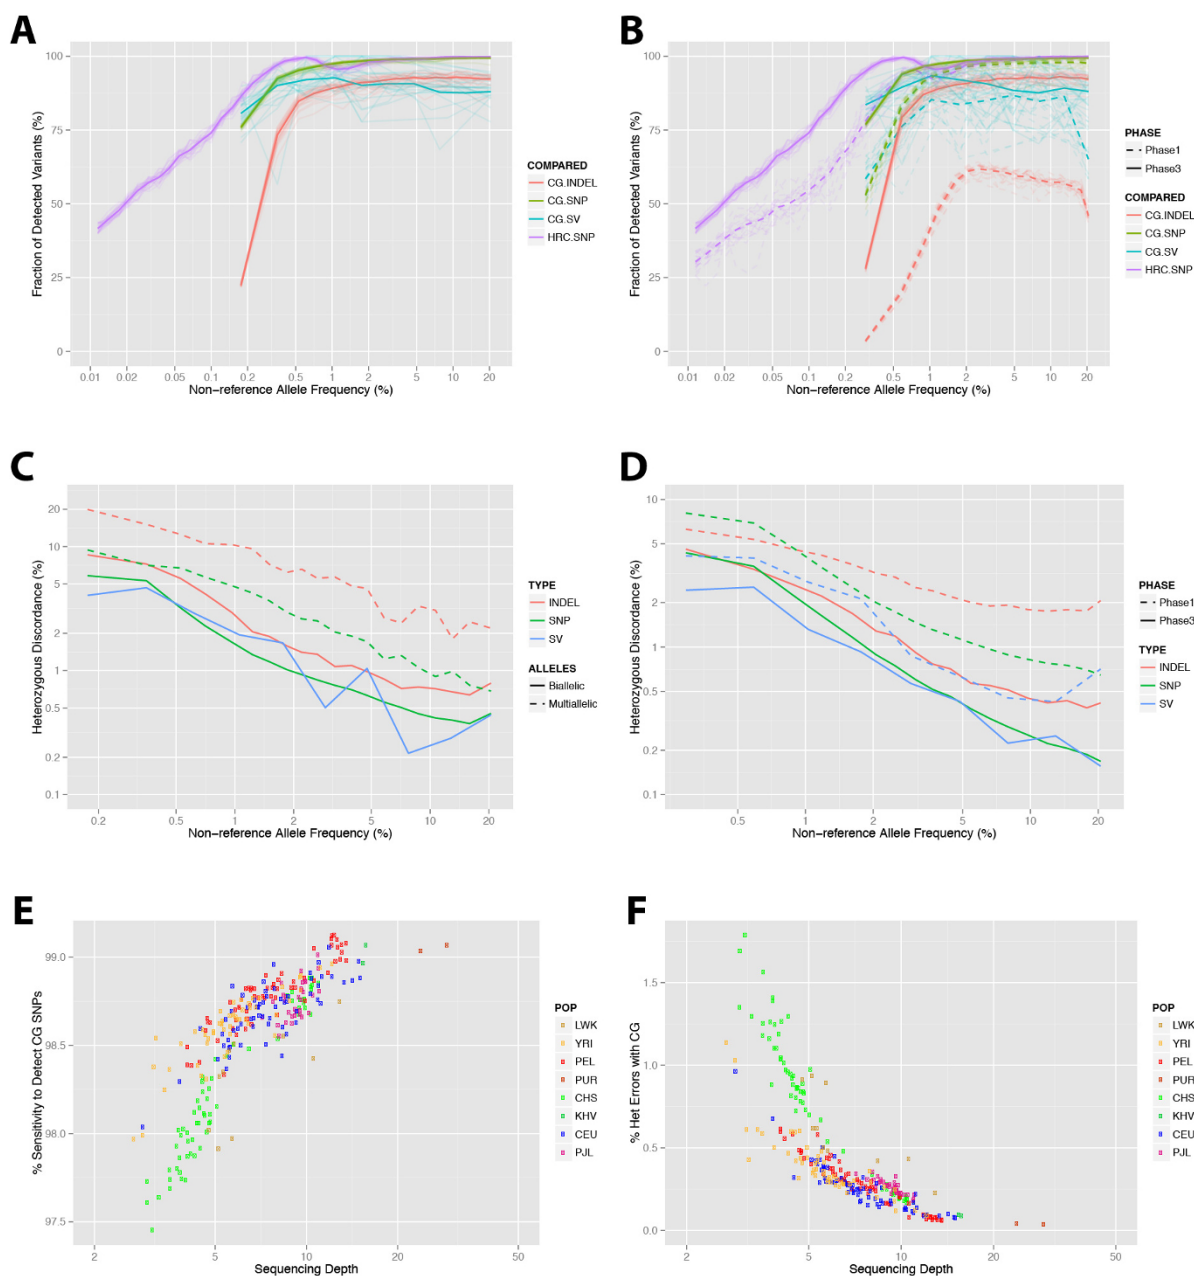 A
Fraction of Detected Variants (%)
100
75
50
25
0
0.01 0.02 0.05 0.1 0.2 0.5 1 2 5 10 20
Non-reference Allele Frequency (%)
COMPARED
CG.INDEL
CG.SNP
CG.SV
HRC.SNP
B
Fraction of Detected Variants (%)
100
75
50
25
0
0.01 0.02 0.05 0.1 0.2 0.5 1 2 5 10 20
Non-reference Allele Frequency (%)
PHASE
Phase1
Phase3
COMPARED
CG.INDEL
CG.SNP
CG.SV
HRC.SNP
C
Heterozygous Discordance (%)
20
10
5
2
1
0.5
0.2
0.1
0.2 0.5 1 2 5 10 20
Non-reference Allele Frequency (%)
TYPE
INDEL
SNP
SV
ALLELES
Biallelic
Multiallelic
D
Heterozygous Discordance (%)
10
5
2
1
0.5
0.2
0.1
0.5 1 2 5 10 20
Non-reference Allele Frequency (%)
PHASE
Phase1
Phase3
TYPE
INDEL
SNP
SV
E
% Sensitivity to Detect CG SNPs
99.0
98.5
98.0
97.5
2 5 10 20 50
Sequencing Depth
POP
LWK
YRI
PEL
PUR
CHS
KHV
CEU
PJL
F
% Het Errors with CG
1.5
1.0
0.5
0.0
2 5 10 20 50
Sequencing Depth
POP
LWK
YRI
PEL
PUR
CHS
KHV
CEU
PJL